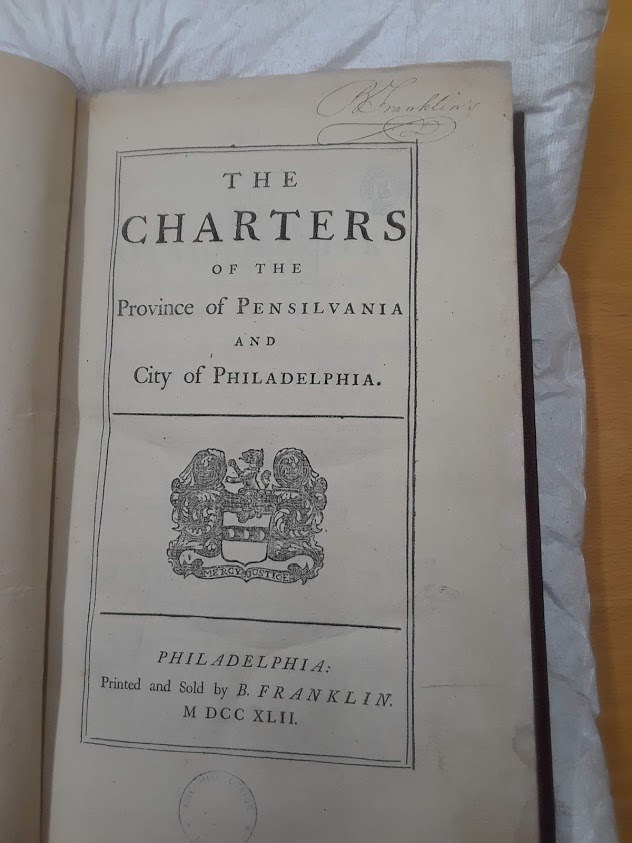 B Franklin's
THE
CHARTERS
OF THE
Province of PENSILVANIA
AND
City of PHILADELPHIA.
MERCY JUSTICE
PHILADELPHIA:
Printed and Sold by B. FRANKLIN.
M DCC XLII.